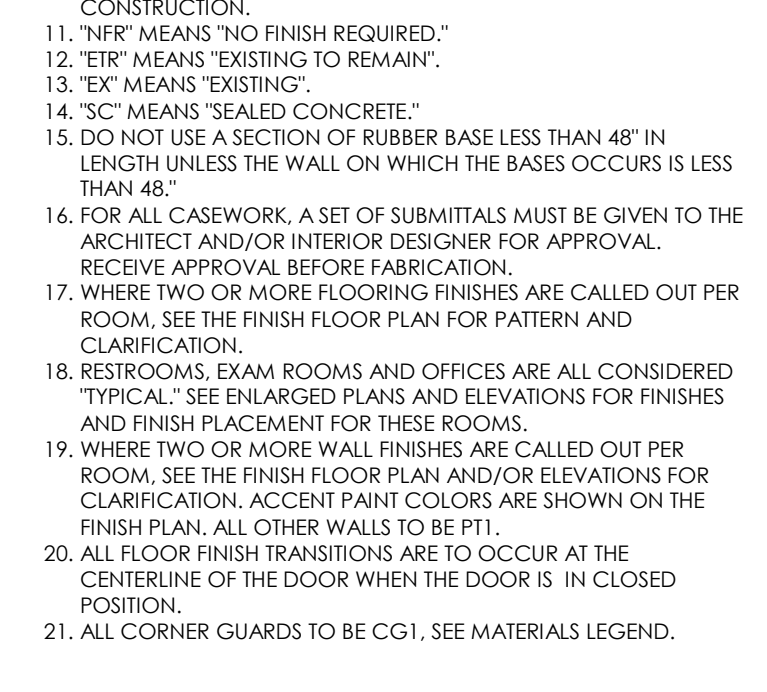 CONSTRUCTION.
11. "NFR" MEANS "NO FINISH REQUIRED."
12. "ETR" MEANS "EXISTING TO REMAIN".
13. "EX" MEANS "EXISTING".
14. "SC" MEANS "SEALED CONCRETE."
15. DO NOT USE A SECTION OF RUBBER BASE LESS THAN 48" IN
LENGTH UNLESS THE WALL ON WHICH THE BASES OCCURS IS LESS
THAN 48."
16. FOR ALL CASEWORK, A SET OF SUBMITTALS MUST BE GIVEN TO THE
ARCHITECT AND/OR INTERIOR DESIGNER FOR APPROVAL.
RECEIVE APPROVAL BEFORE FABRICATION.
17. WHERE TWO OR MORE FLOORING FINISHES ARE CALLED OUT PER
ROOM, SEE THE FINISH FLOOR PLAN FOR PATTERN AND
CLARIFICATION.
18. RESTROOMS, EXAM ROOMS AND OFFICES ARE ALL CONSIDERED
"TYPICAL." SEE ENLARGED PLANS AND ELEVATIONS FOR FINISHES
AND FINISH PLACEMENT FOR THESE ROOMS.
19. WHERE TWO OR MORE WALL FINISHES ARE CALLED OUT PER
ROOM, SEE THE FINISH FLOOR PLAN AND/OR ELEVATIONS FOR
CLARIFICATION. ACCENT PAINT COLORS ARE SHOWN ON THE
FINISH PLAN. ALL OTHER WALLS TO BE PT1.
20. ALL FLOOR FINISH TRANSITIONS ARE TO OCCUR AT THE
CENTERLINE OF THE DOOR WHEN THE DOOR IS  IN CLOSED
POSITION.
21. ALL CORNER GUARDS TO BE CG1, SEE MATERIALS LEGEND.